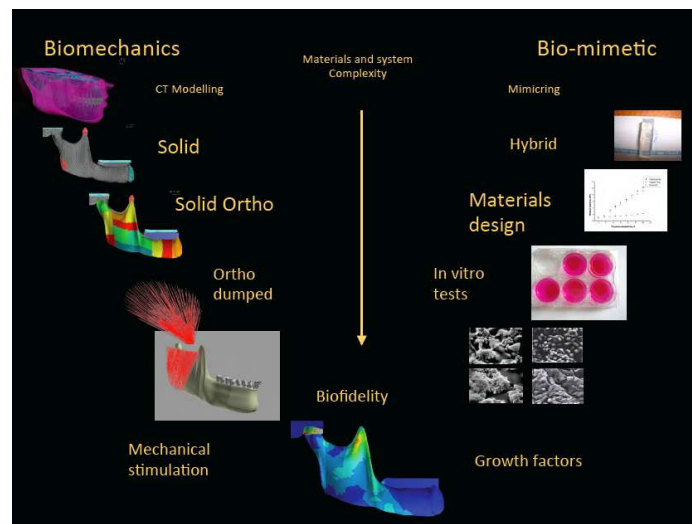 Biomechanics
Materials and system
Complexity
Bio-mimetic
CT Modelling
Mimicring
Solid
Hybrid
Solid Ortho
Materials
design
Ortho
dumped
In vitro
tests
Biofidelity
Mechanical
stimulation
Growth factors